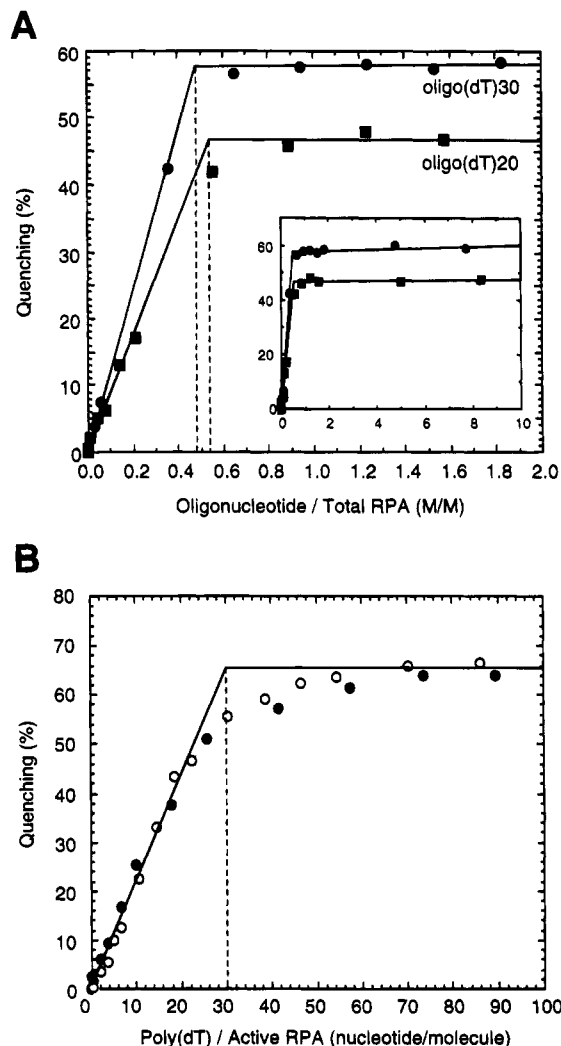 A
60
50
40
30
20
10
0
Quenching (%)
oligo(dT)30
oligo(dT)20
60
40
20
0
0 2 4 6 8 10
0.0 0.2 0.4 0.6 0.8 1.0 1.2 1.4 1.6 1.8 2.0
Oligonucleotide / Total RPA (M/M)
B
80
70
60
50
40
30
20
10
0
Quenching (%)
0 10 20 30 40 50 60 70 80 90 100
Poly(dT) / Active RPA (nucleotide/molecule)